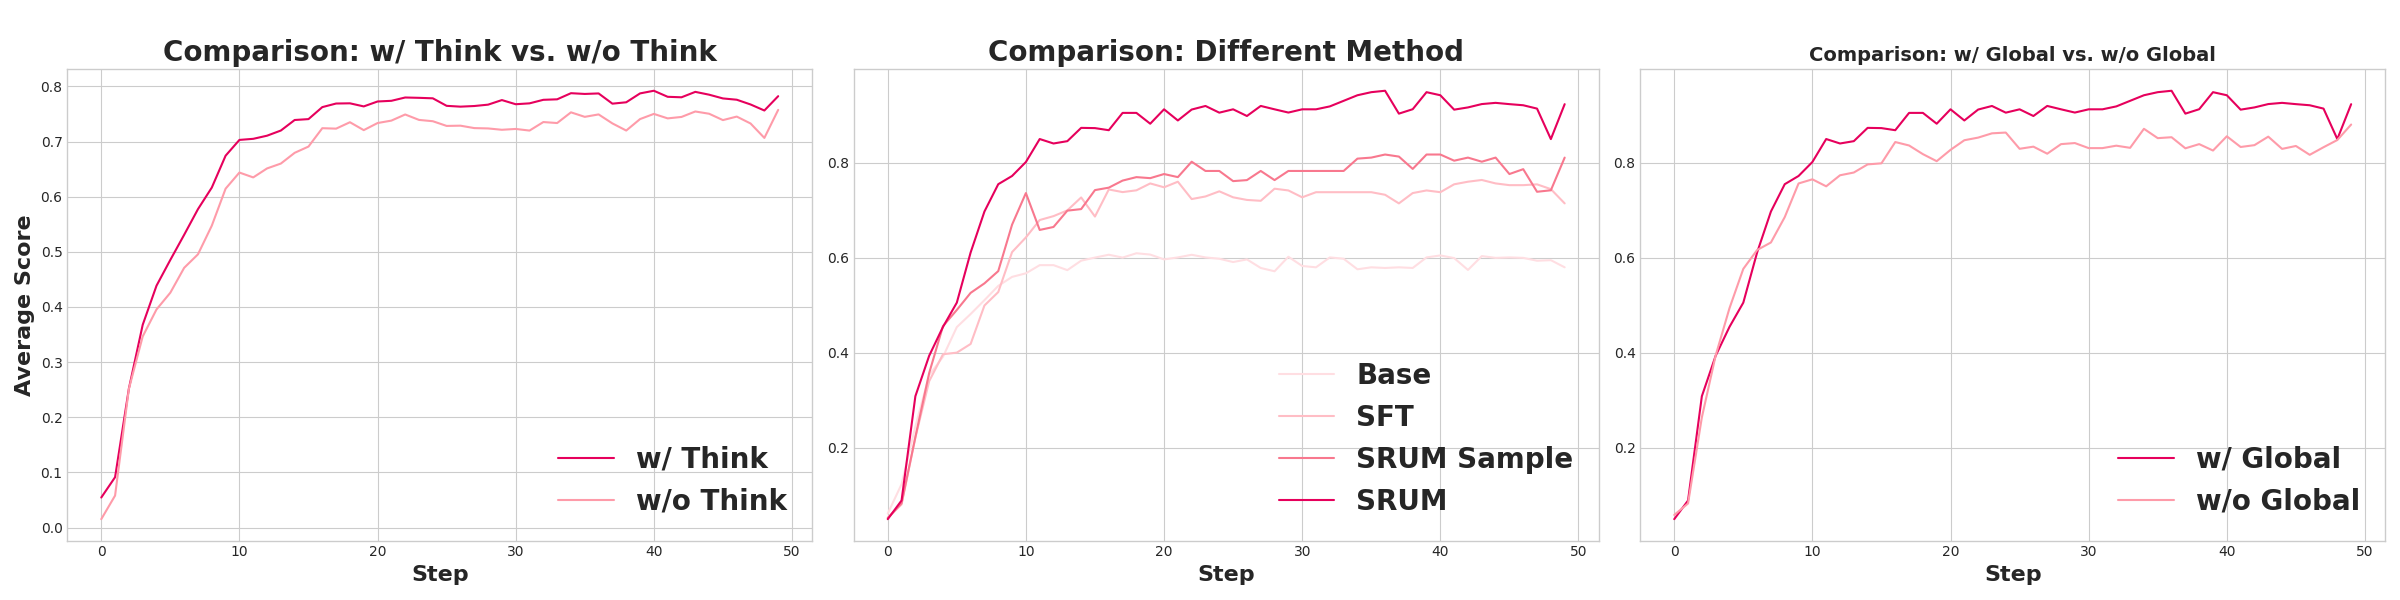 Comparison: w/ Think vs. w/o Think
Average Score
0.8
0.7
0.6
0.5
0.4
0.3
0.2
0.1
0.0
w/ Think
w/o Think
0 10 20 30 40 50
Step
Comparison: Different Method
0.8
0.6
0.4
0.2
Base
SFT
SRUM Sample
SRUM
0 10 20 30 40 50
Step
Comparison: w/ Global vs. w/o Global
0.8
0.6
0.4
0.2
w/ Global
w/o Global
0 10 20 30 40 50
Step